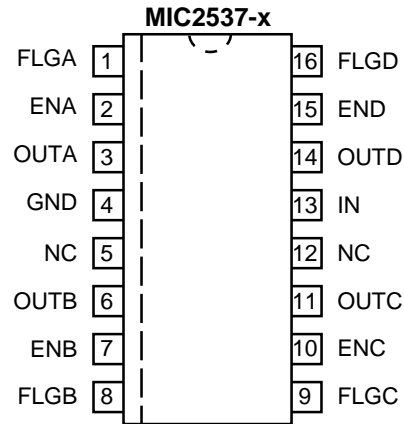 MIC2537-x
FLGA 1 16 FLGD
ENA 2 15 END
OUTA 3 14 OUTD
GND 4 13 IN
NC 5 12 NC
OUTB 6 11 OUTC
ENB 7 10 ENC
FLGB 8 9 FLGC